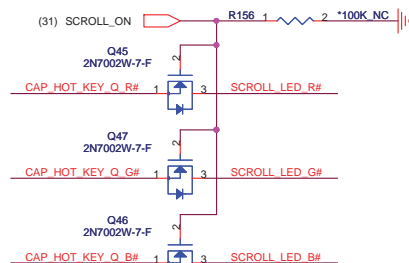 (31) SCROLL_ON
R156 1 2 *100K_NC
Q45
2N7002W-7-F
2
CAP_HOT_KEY_Q_R# 1 3 SCROLL_LED_R#
Q47
2N7002W-7-F
2
CAP_HOT_KEY_Q_G# 1 3 SCROLL_LED_G#
Q46
2N7002W-7-F
2
CAP_HOT_KEY_Q_B# 1 3 SCROLL_LED_B#